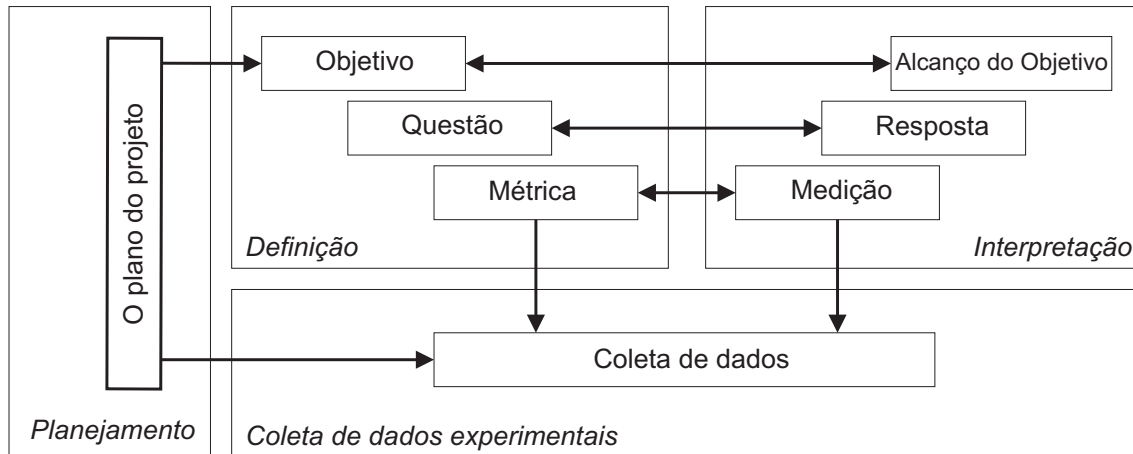 O plano do projeto
Planejamento
Objetivo
Questão
Métrica
Definição
Alcanço do Objetivo
Resposta
Medição
Interpretação
Coleta de dados
Coleta de dados experimentais